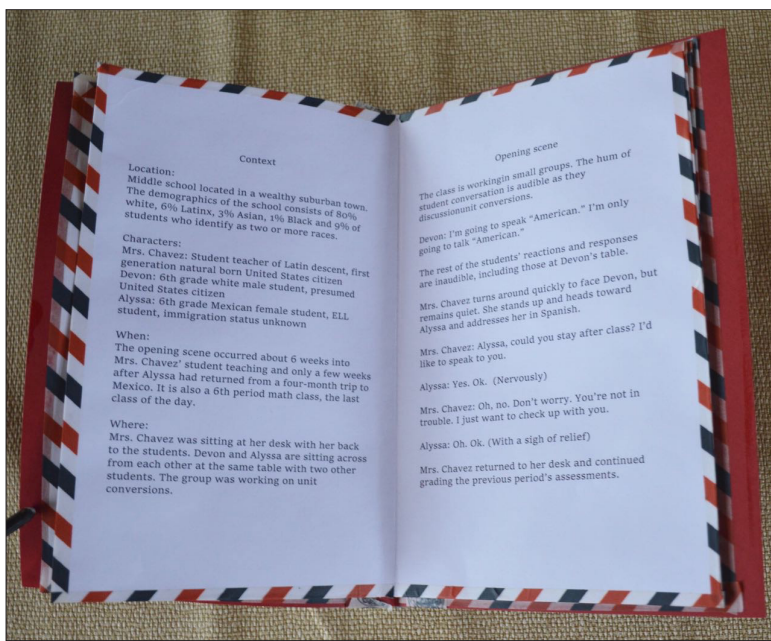 Context
Location:
Middle school located in a wealthy suburban town.
The demographics of the school consists of 80%
white, 6% Latinx, 3% Asian, 1% Black and 9% of
students who identify as two or more races.
Characters:
Mrs. Chavez: Student teacher of Latin descent, first
generation natural born United States citizen
Devon: 6th grade white male student, presumed
United States citizen
Alyssa: 6th grade Mexican female student, ELL
student, immigration status unknown
When:
The opening scene occurred about 6 weeks into
Mrs. Chavez' student teaching and only a few weeks
after Alyssa had returned from a four-month trip to
Mexico. It is also a 6th period math class, the last
class of the day.
Where:
Mrs. Chavez was sitting at her desk with her back
to the students. Devon and Alyssa are sitting across
from each other at the same table with two other
students. The group was working on unit
conversions.
Opening scene
The class is workingin small groups. The hum of
student conversation is audible as they
discussionunit conversions.
Devon: I'm going to speak "American." I'm only
going to talk "American."
The rest of the students' reactions and responses
are inaudible, including those at Devon's table.
Mrs. Chavez turns around quickly to face Devon, but
remains quiet. She stands up and heads toward
Alyssa and addresses her in Spanish.
Mrs. Chavez: Alyssa, could you stay after class? I'd
like to speak to you.
Alyssa: Yes. Ok. (Nervously)
Mrs. Chavez: Oh, no. Don't worry. You're not in
trouble. I just want to check up with you.
Alyssa: Oh. Ok. (With a sigh of relief)
Mrs. Chavez returned to her desk and continued
grading the previous period's assessments.